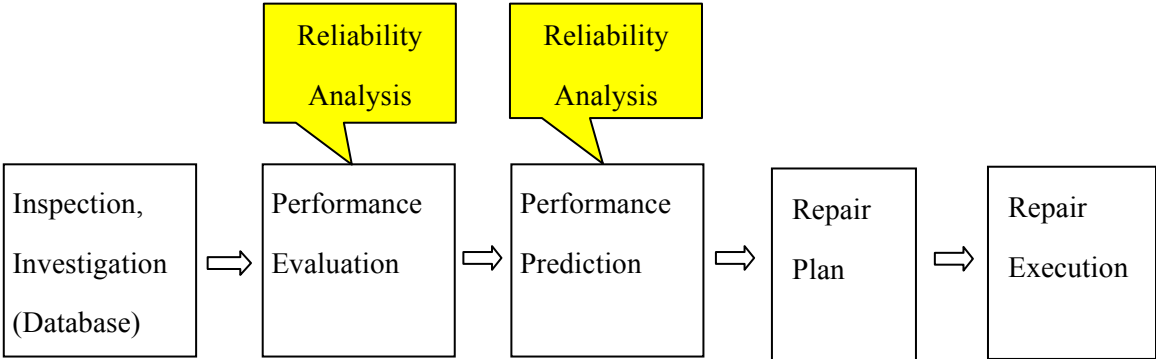 Reliability
Analysis
Reliability
Analysis
Inspection,
Investigation
(Database)
Performance
Evaluation
Performance
Prediction
Repair
Plan
Repair
Execution